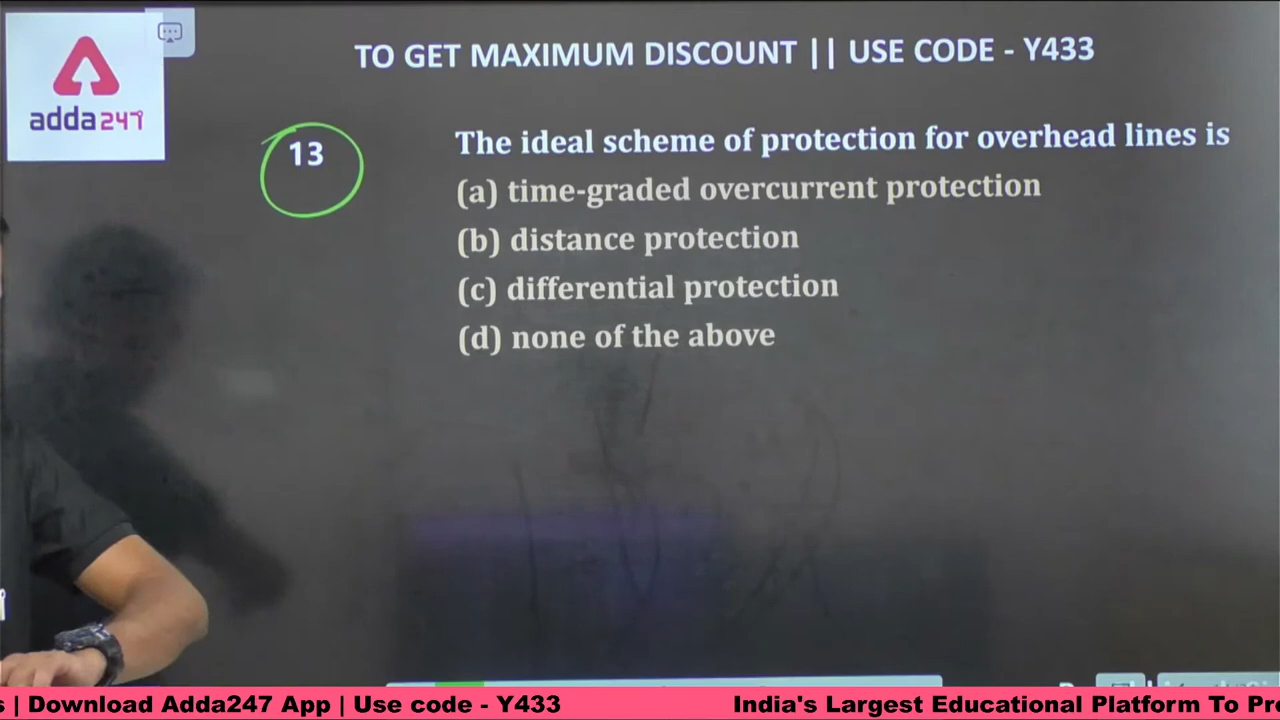 TO GET MAXIMUM DISCOUNT || USE CODE - Y433
adda247
13
The ideal scheme of protection for overhead lines is
(a) time-graded overcurrent protection
(b) distance protection
(c) differential protection
(d) none of the above
| Download Adda247 App | Use code - Y433
India's Largest Educational Platform To